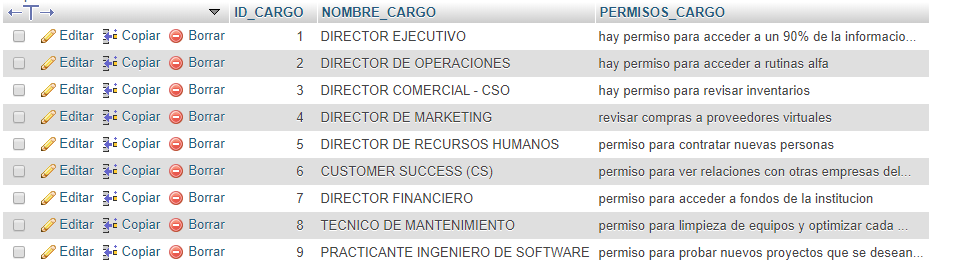 ID_CARGO NOMBRE_CARGO PERMISOS_CARGO
Editar Copiar Borrar 1 DIRECTOR EJECUTIVO hay permiso para acceder a un 90% de la informacio...
Editar Copiar Borrar 2 DIRECTOR DE OPERACIONES hay permiso para acceder a rutinas alfa
Editar Copiar Borrar 3 DIRECTOR COMERCIAL - CSO hay permiso para revisar inventarios
Editar Copiar Borrar 4 DIRECTOR DE MARKETING revisar compras a proveedores virtuales
Editar Copiar Borrar 5 DIRECTOR DE RECURSOS HUMANOS permiso para contratar nuevas personas
Editar Copiar Borrar 6 CUSTOMER SUCCESS (CS) permiso para ver relaciones con otras empresas del...
Editar Copiar Borrar 7 DIRECTOR FINANCIERO permiso para acceder a fondos de la institucion
Editar Copiar Borrar 8 TECNICO DE MANTENIMIENTO permiso para limpieza de equipos y optimizar cada ...
Editar Copiar Borrar 9 PRACTICANTE INGENIERO DE SOFTWARE permiso para probar nuevos proyectos que se desean...